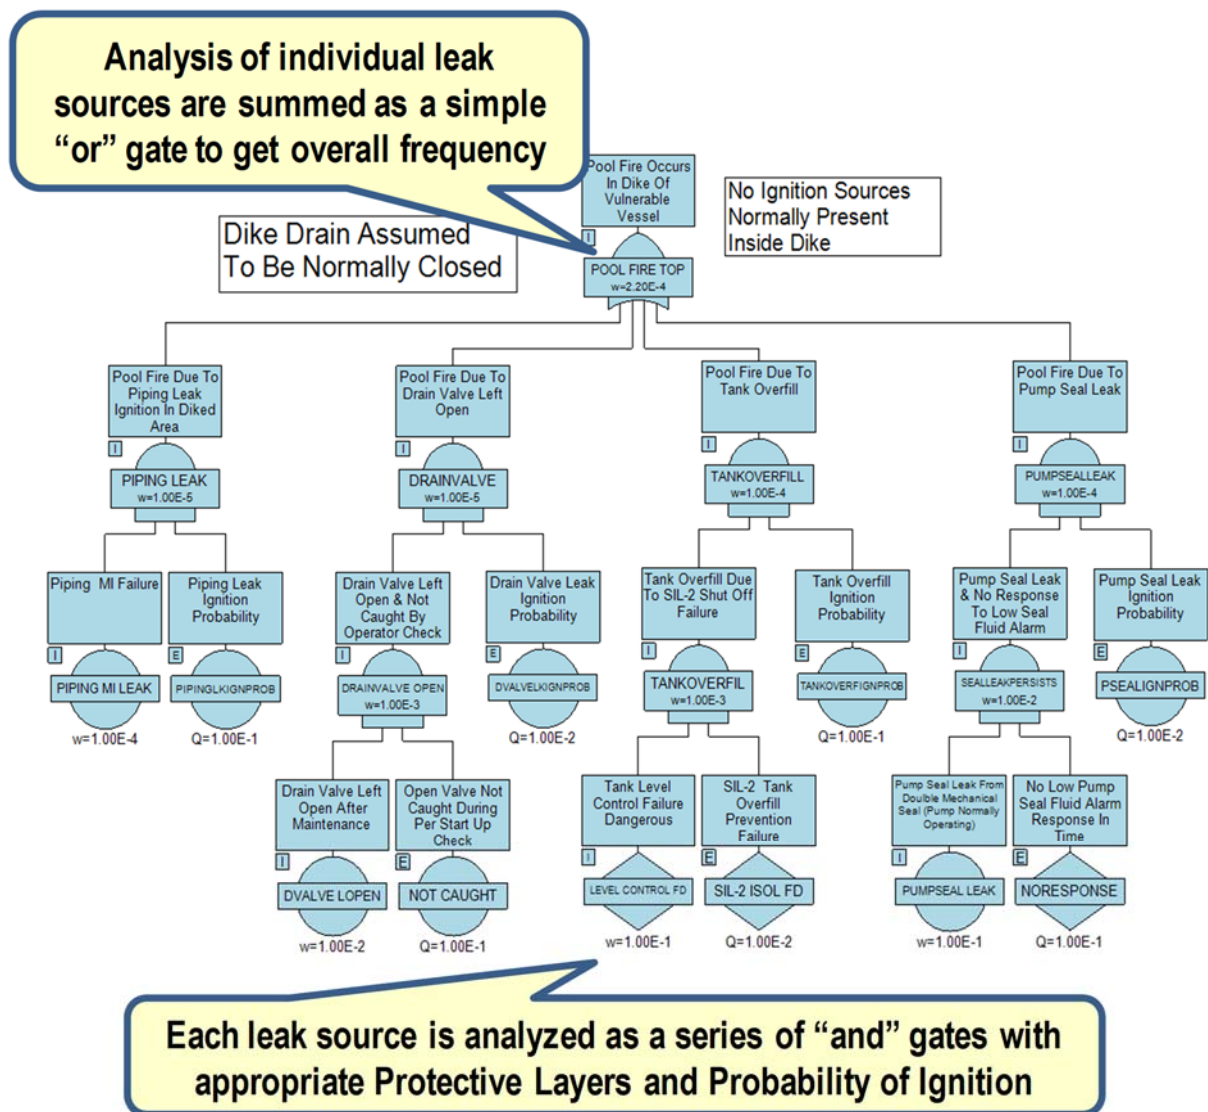 Analysis of individual leak
sources are summed as a simple
“or” gate to get overall frequency
Pool Fire Occurs
In Dike Of
Vulnerable
Vessel
No Ignition Sources
Normally Present
Inside Dike
Dike Drain Assumed
To Be Normally Closed
I
POOL FIRE TOP
w=2.20E-4
Pool Fire Due To
Piping Leak
Ignition In Diked
Area
I
PIPING LEAK
w=1.00E-5
Pool Fire Due To
Drain Valve Left
Open
I
DRAINVALVE
w=1.00E-5
Pool Fire Due To
Tank Overfill
I
TANKOVERFILL
w=1.00E-4
Pool Fire Due To
Pump Seal Leak
I
PUMPSEALLEAK
w=1.00E-4
Piping MI Failure
I
PIPING MI LEAK
w=1.00E-4
Piping Leak
Ignition
Probability
E
PIPINGLKIGNPROB
Q=1.00E-1
Drain Valve Left
Open & Not
Caught By
Operator Check
I
DRAINVALVE OPEN
w=1.00E-3
Drain Valve Leak
Ignition
Probability
E
DVALVELKIGNPROB
Q=1.00E-2
Tank Overfill Due
To SIL-2 Shut Off
Failure
I
TANKOVERFIL
w=1.00E-3
Tank Overfill
Ignition
Probability
E
TANKOVERFIGNPROB
Q=1.00E-1
Pump Seal Leak
& No Response
To Low Seal
Fluid Alarm
I
SEALLEAKPERSISTS
w=1.00E-2
Pump Seal Leak
Ignition
Probability
E
PSEALIGNPROB
Q=1.00E-2
Drain Valve Left
Open After
Maintenance
I
DVALVE LOPEN
w=1.00E-2
Open Valve Not
Caught During
Per Start Up
Check
E
NOT CAUGHT
Q=1.00E-1
Tank Level
Control Failure
Dangerous
I
LEVEL CONTROL FD
w=1.00E-1
SIL-2 Tank
Overfill
Prevention
Failure
E
SIL-2 ISOL FD
Q=1.00E-2
Pump Seal Leak From
Double Mechanical
Seal (Pump Normally
Operating)
I
PUMPSEAL LEAK
w=1.00E-1
No Low Pump
Seal Fluid Alarm
Response In
Time
E
NORESPONSE
Q=1.00E-1
Each leak source is analyzed as a series of “and” gates with
appropriate Protective Layers and Probability of Ignition